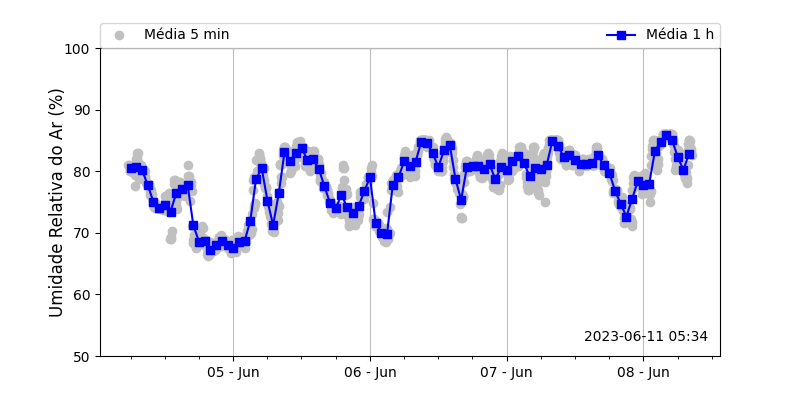 Média 5 min
Média 1 h
Umidade Relativa do Ar (%)
100
90
80
70
60
50
2023-06-11 05:34
05 - Jun
06 - Jun
07 - Jun
08 - Jun